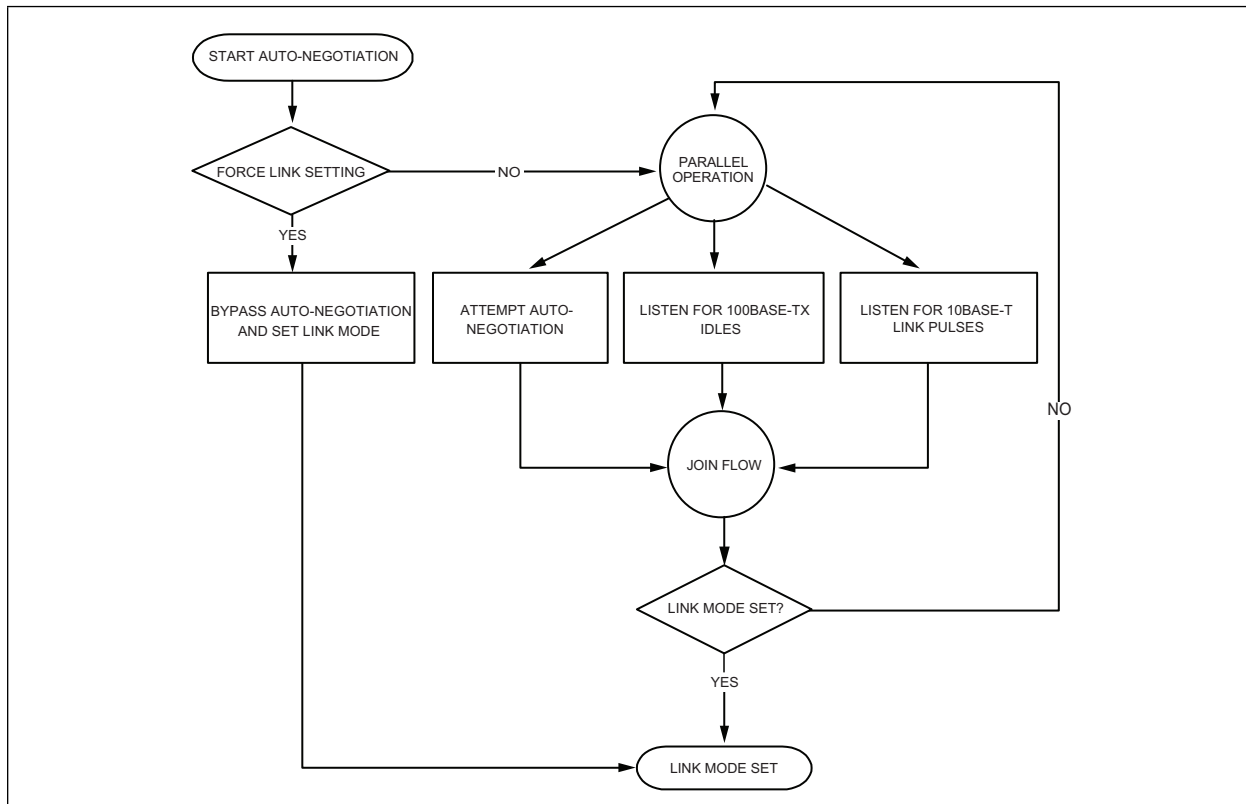 START AUTO-NEGOTIATION
FORCE LINK SETTING
NO
PARALLEL
OPERATION
YES
BYPASS AUTO-NEGOTIATION
AND SET LINK MODE
ATTEMPT AUTO-
NEGOTIATION
LISTEN FOR 100BASE-TX
IDLES
LISTEN FOR 10BASE-T
LINK PULSES
NO
JOIN FLOW
LINK MODE SET?
YES
LINK MODE SET